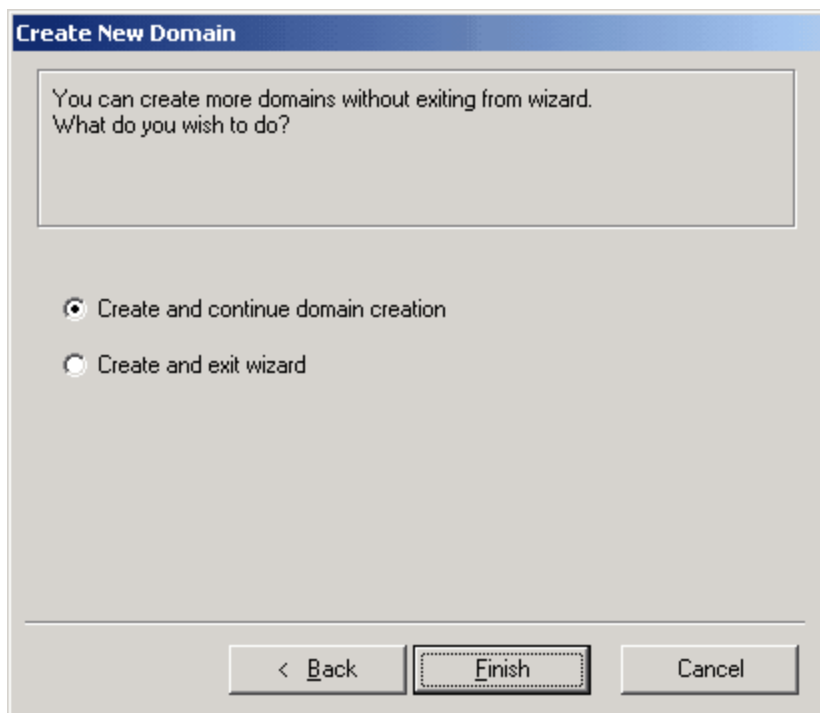 Create New Domain
You can create more domains without exiting from wizard.
What do you wish to do?
Create and continue domain creation
Create and exit wizard
< Back
Finish
Cancel